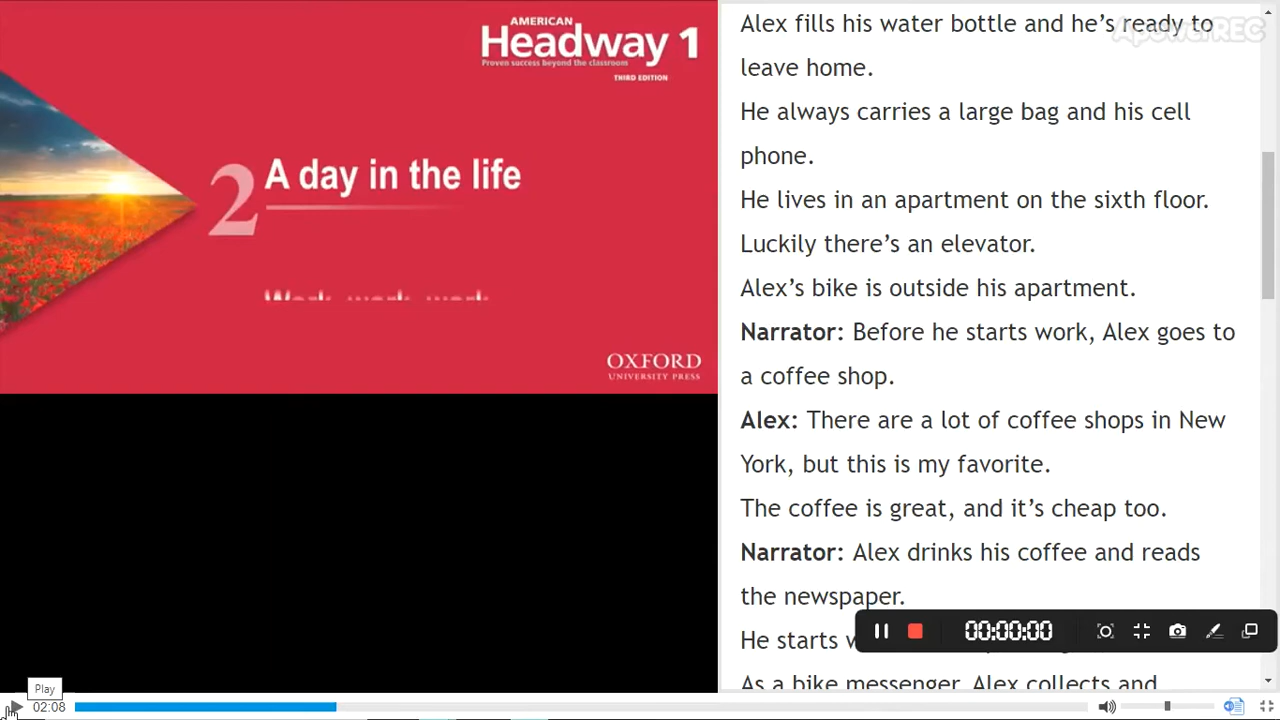 AMERICAN
Headway 1
Proven success beyond the classroom
THIRD EDITION
2 A day in the life
Work, work, work
OXFORD
UNIVERSITY PRESS
Alex fills his water bottle and he’s ready to
leave home.
He always carries a large bag and his cell
phone.
He lives in an apartment on the sixth floor.
Luckily there’s an elevator.
Alex’s bike is outside his apartment.
Narrator: Before he starts work, Alex goes to
a coffee shop.
Alex: There are a lot of coffee shops in New
York, but this is my favorite.
The coffee is great, and it’s cheap too.
Narrator: Alex drinks his coffee and reads
the newspaper.
He starts
As a bike messenger, Alex collects and
ApowerREC
00:00:00
Play
02:08